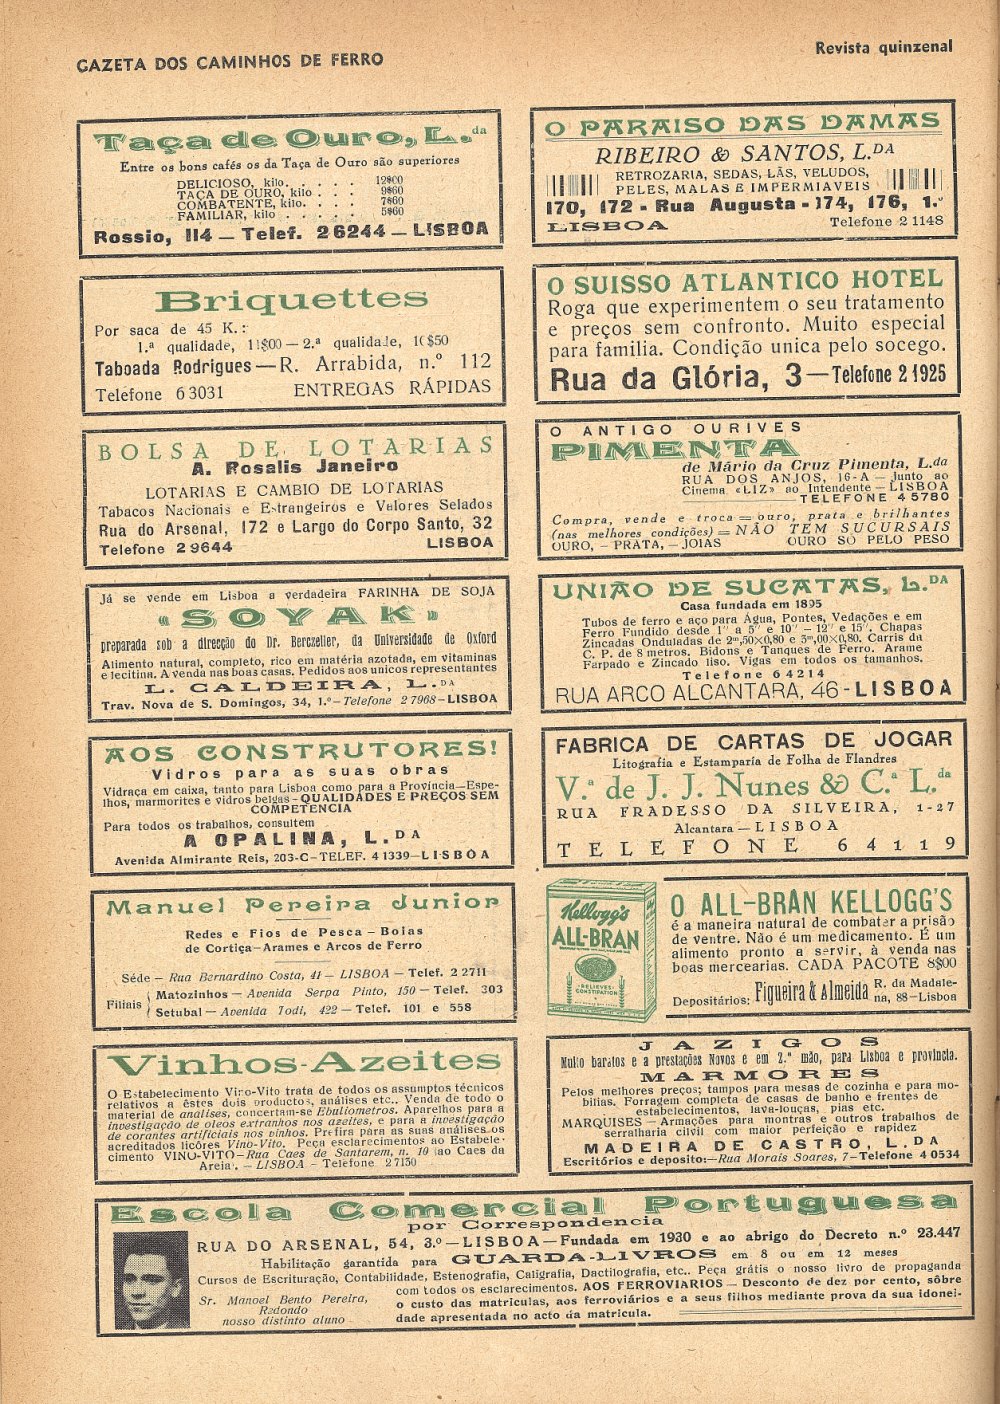 GAZETA DOS CAMINHOS DE FERRO
Revista quinzenal
Taça de Ouro, L.da
Entre os bons cafés os da Taça de Ouro são superiores
DELICIOSO, kilo. . . . . 12$00
TAÇA DE OURO, kilo . . . 9$60
COMBATENTE, kilo. . . . 7$60
FAMILIAR, kilo . . . . . 5$60
Rossio, 114 — Telef. 2 6244 — LISBOA
Briquettes
Por saca de 45 K.:
1.ª qualidade, 11$00 — 2.ª qualidade, 10$50
Taboada Rodrigues — R. Arrabida, n.º 112
Teléfone 6 3031 ENTREGAS RÁPIDAS
BOLSA DE LOTARIAS
A. Rosalis Janeiro
LOTARIAS E CAMBIO DE LOTARIAS
Tabacos Nacionais e Estrangeiros e Valores Selados
Rua do Arsenal, 172 e Largo do Corpo Santo, 32
Telefone 2 9644 LISBOA
Já se vende em Lisboa a verdadeira FARINHA DE SOJA
«SOYAK»
preparada sob a direcção do Dr. Berczeller, da Universidade de Oxford
Alimento natural, completo, rico em matéria azotada, em vitaminas
e lecitina. A venda nas boas casas. Pedidos aos unicos representantes
L. CALDEIRA, L.DA
Trav. Nova de S. Domingos, 34, 1.º — Telefone 2 7968 — LISBOA
AOS CONSTRUTORES!
Vidros para as suas obras
Vidraça em caixa, tanto para Lisboa como para a Província—Espe-
lhos, marmorites e vidros belgas - QUALIDADES E PREÇOS SEM
COMPETENCIA
Para todos os trabalhos, consultem
A OPALINA, L.DA
Avenida Almirante Reis, 203-C — TELEF. 4 1339 — LISBOA
Manuel Pereira Junior
Redes e Fios de Pesca — Boias
de Cortiça — Arames e Arcos de Ferro
Séde — Rua Bernardino Costa, 41 — LISBOA — Telef. 2 2711
Filiais { Matozinhos — Avenida Serpa Pinto, 150 — Telef. 303
Setubal — Avenida Todi, 422 — Telef. 101 e 558
Vinhos-Azeites
O Estabelecimento Vino-Vito trata de todos os assumptos técnicos
relativos a êstes dois productos, análises etc.. Venda de todo o
material de análises, concertam-se Ebuliometros. Aparelhos para a
investigação de oleos extranhos nos azeites, e para a investigação
de corantes artificiais nos vinhos. Prefira para as suas análises os
acreditados licôres Vino-Vito, Peça esclarecimentos ao Estabele-
cimento VINO-VITO — Rua Caes de Santarem, n. 10 (ao Caes da
Areia). — LISBOA - Telefone 2 7130
O PARAISO DAS DAMAS
RIBEIRO & SANTOS, L.DA
RETROZARIA, SEDAS, LÃS, VELUDOS,
PELES, MALAS E IMPERMIAVEIS
170, 172 - Rua Augusta - 174, 176, 1.º
LISBOA Telefone 2 1148
O SUISSO ATLANTICO HOTEL
Roga que experimentem o seu tratamento
e preços sem confronto. Muito especial
para familia. Condição unica pelo socego.
Rua da Glória, 3 — Telefone 2 1925
O ANTIGO OURIVES
PIMENTA
de Mário da Cruz Pimenta, L.da
RUA DOS ANJOS, 16-A — Junto ao
Cinema «LIZ» ao Intendente — LISBOA
TELEFONE 4 5780
Compra, vende e troca = ouro, prata e brilhantes
(nas melhores condições) = NÃO TEM SUCURSAIS
OURO, — PRATA, — JOIAS OURO SO PELO PESO
UNIÃO DE SUCATAS, L.DA
Casa fundada em 1895
Tubos de ferro e aço para Água, Pontes, Vedações e em
Ferro Fundido desde 1'' a 5'' e 10'' — 12'' e 15'', Chapas
Zincadas Onduladas de 2m,50×0,80 e 3m,00×0,80. Carris da
C. P. de 8 metros. Bidons e Tanques de Ferro. Arame
Farpado e Zincado liso. Vigas em todos os tamanhos.
Telefone 6 4214
RUA ARCO ALCANTARA, 46 - LISBOA
FABRICA DE CARTAS DE JOGAR
Litografia e Estamparia de Folha de Flandres
V.ª de J. J. Nunes & C.ª L.da
RUA FRADESSO DA SILVEIRA, 1-27
Alcantara — LISBOA
TELEFONE 64119
Kellogg's
ALL-BRAN
RELIEVES
CONSTIPATION
O ALL-BRAN KELLOGG'S
é a maneira natural de combater a prisão
de ventre. Não é um medicamento. É um
alimento pronto a servir, à venda nas
boas mercearias. CADA PACOTE 8$00
Depositários: Figueira & Almeida R. da Madale-
na, 88 — Lisboa
JAZIGOS
Muito baratos e a prestações Novos e em 2.ª mão, para Lisboa e provincia.
MARMORES
Pelos melhores preços; tampos para mesas de cozinha e para mo-
bilias. Forragem completa de casas de banho e frentes de
estabelecimentos, lava-louças, pias etc.
MARQUISES — Armações para montras e outros trabalhos de
serralharia civil com maior perfeição e rapidez
MADEIRA DE CASTRO, L.DA
Escritórios e deposito: — Rua Morais Soares, 7 — Telefone 4 0534
Escola Comercial Portuguesa
por Correspondencia
RUA DO ARSENAL, 54, 3.º — LISBOA — Fundada em 1930 e ao abrigo do Decreto n.º 23.447
Habilitação garantida para GUARDA-LIVROS em 8 ou em 12 meses
Cursos de Escrituração, Contabilidade, Estenografia, Caligrafia, Dactilografia, etc.. Peça grátis o nosso livro de propaganda
com todos os esclarecimentos. AOS FERROVIARIOS — Desconto de dez por cento, sôbre
o custo das matriculas, aos ferroviários e a seus filhos mediante prova da sua idonei-
dade apresentada no acto da matricula.
Sr. Manoel Bento Pereira,
Redondo
nosso distinto aluno